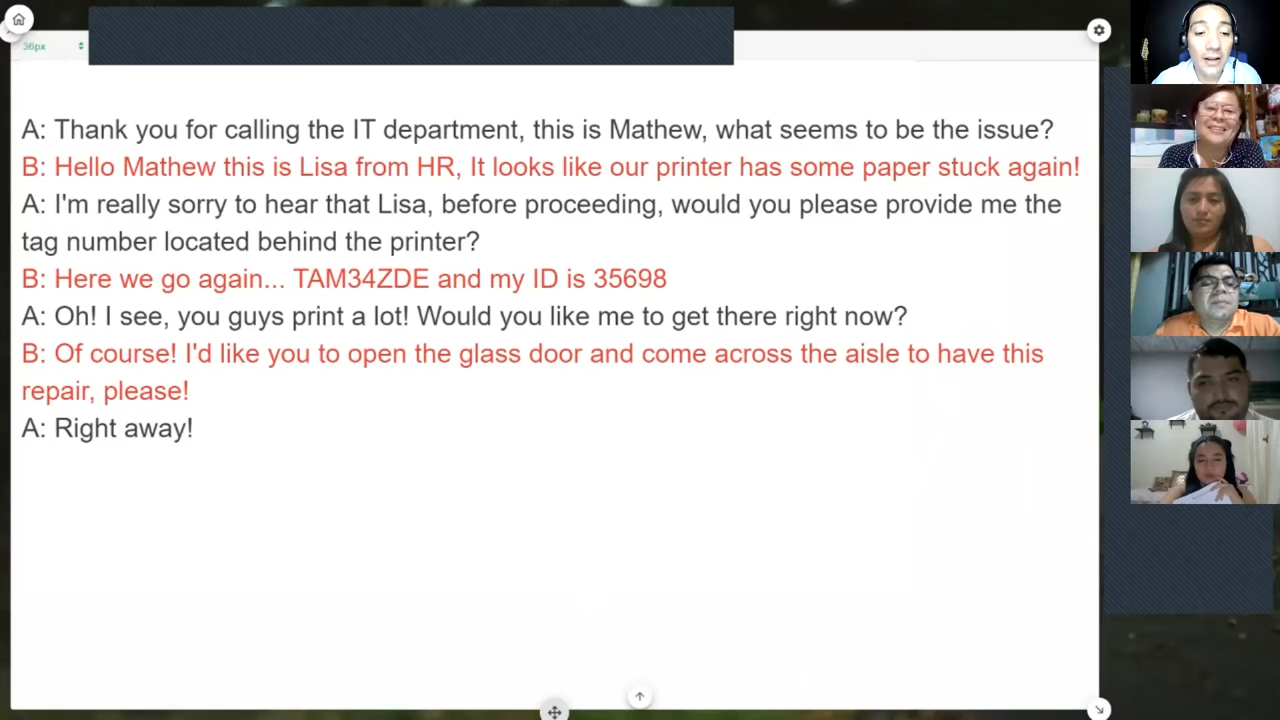 36px
A: Thank you for calling the IT department, this is Mathew, what seems to be the issue?
B: Hello Mathew this is Lisa from HR, It looks like our printer has some paper stuck again!
A: I'm really sorry to hear that Lisa, before proceeding, would you please provide me the
tag number located behind the printer?
B: Here we go again... TAM34ZDE and my ID is 35698
A: Oh! I see, you guys print a lot! Would you like me to get there right now?
B: Of course! I'd like you to open the glass door and come across the aisle to have this
repair, please!
A: Right away!